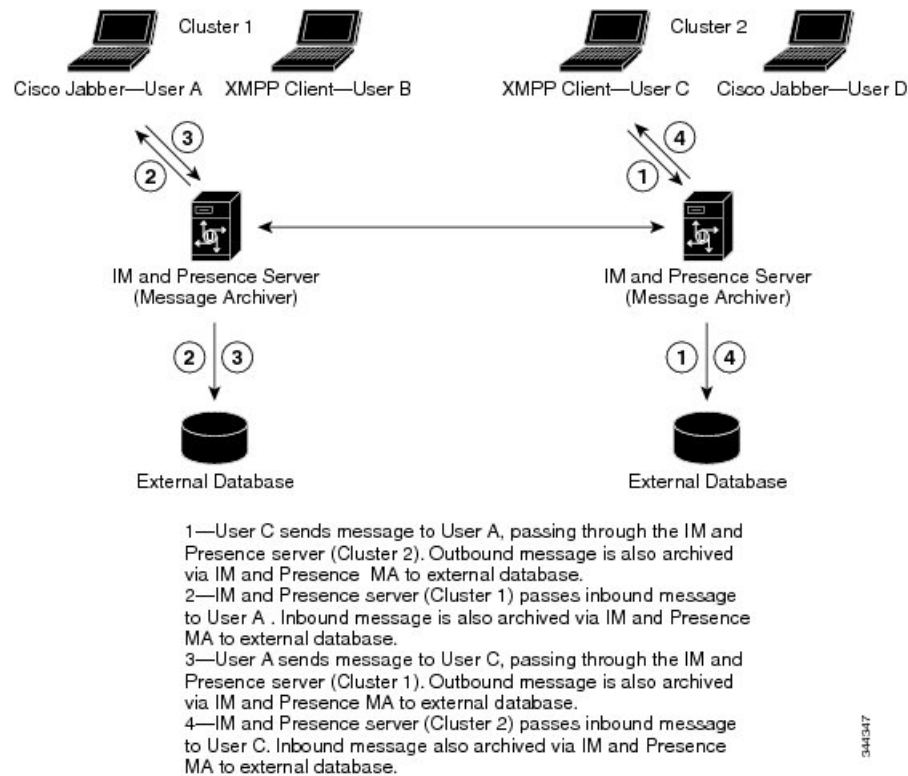 Cluster 1
Cluster 2
Cisco Jabber—User A
XMPP Client—User B
XMPP Client—User C
Cisco Jabber—User D
3
2
4
1
IM and Presence Server
(Message Archiver)
IM and Presence Server
(Message Archiver)
2
3
1
4
External Database
External Database
1—User C sends message to User A, passing through the IM and
Presence server (Cluster 2). Outbound message is also archived
via IM and Presence MA to external database.
2—IM and Presence server (Cluster 1) passes inbound message
to User A . Inbound message is also archived via IM and Presence
MA to external database.
3—User A sends message to User C, passing through the IM and
Presence server (Cluster 1). Outbound message is also archived
via IM and Presence MA to external database.
4—IM and Presence server (Cluster 2) passes inbound message
to User C. Inbound message also archived via IM and Presence
MA to external database.
344347